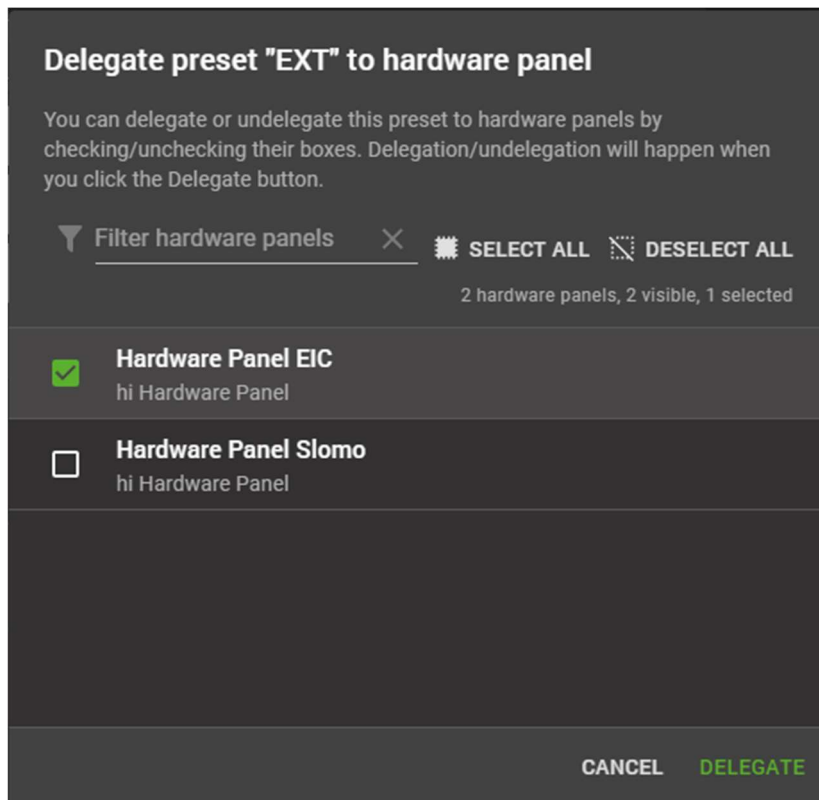 Delegate preset "EXT" to hardware panel
You can delegate or undelegate this preset to hardware panels by
checking/unchecking their boxes. Delegation/undelegation will happen when
you click the Delegate button.
Filter hardware panels
SELECT ALL
DESELECT ALL
2 hardware panels, 2 visible, 1 selected
Hardware Panel EIC
hi Hardware Panel
Hardware Panel Slomo
hi Hardware Panel
CANCEL
DELEGATE